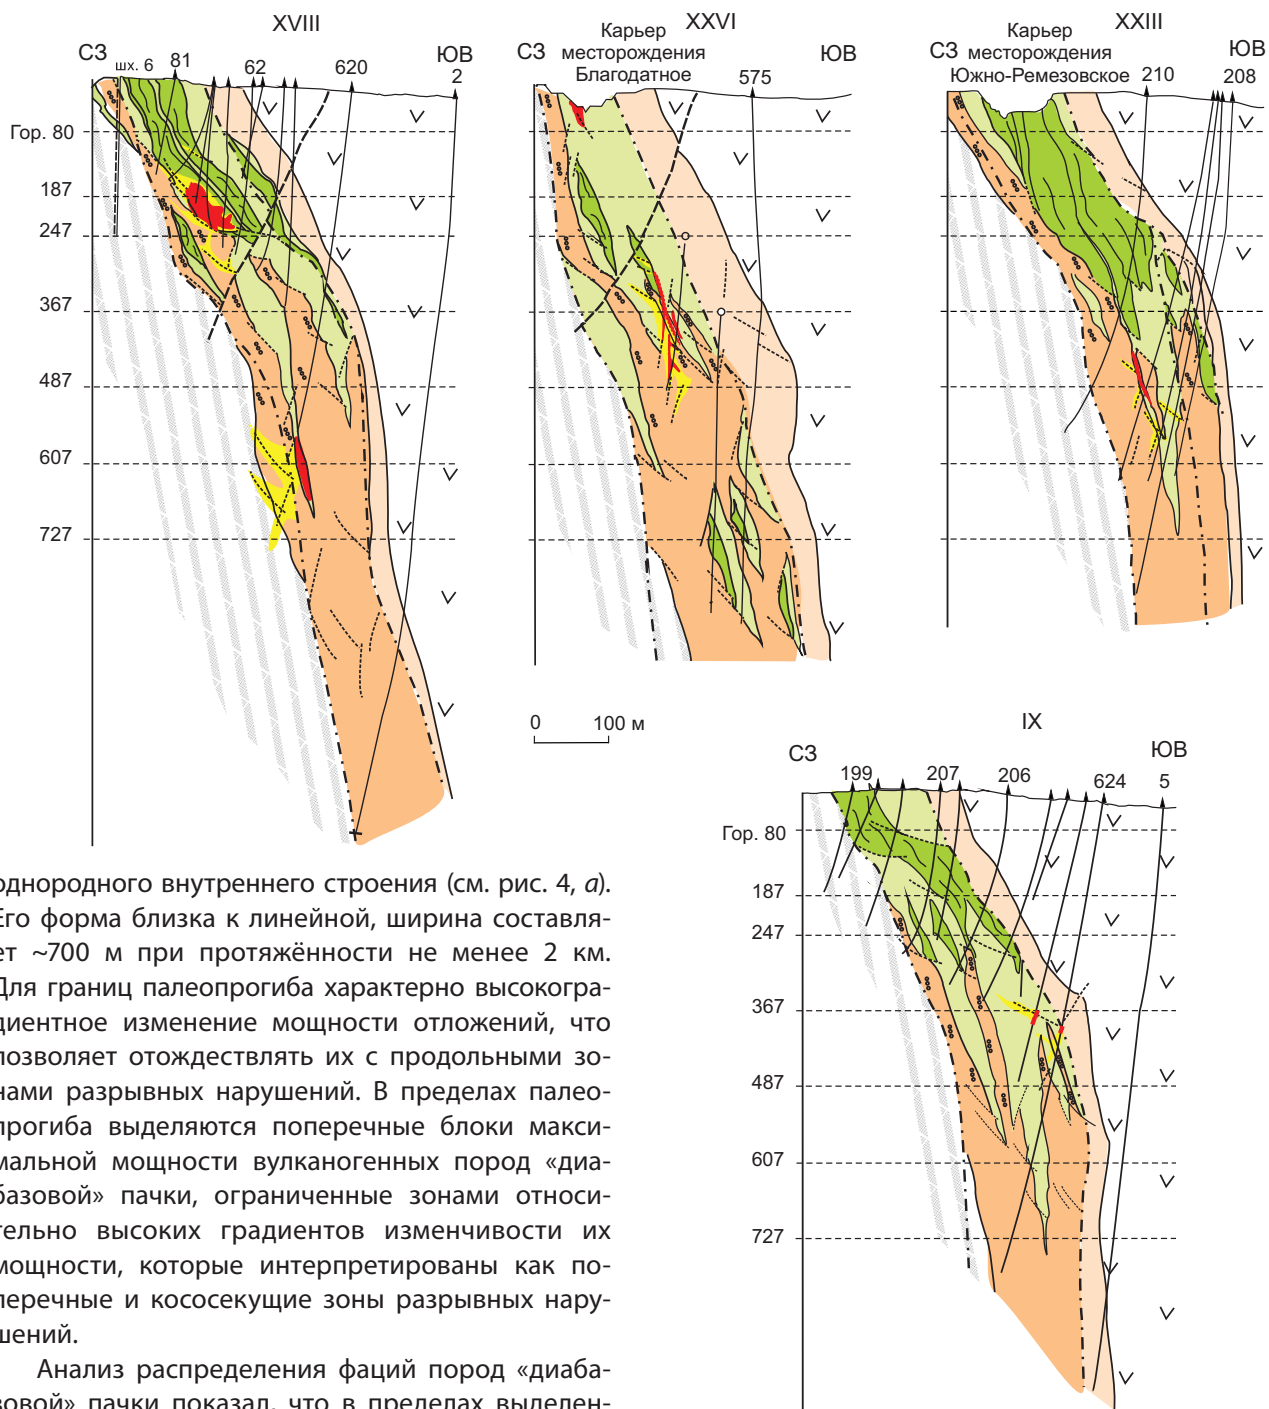 XVIII
СЗ
ЮВ
шх. 6
81
62
620
2
Гор. 80
187
247
367
487
607
727
XXVI
Карьер
СЗ месторождения ЮВ
Благодатное
575
XXIII
Карьер
СЗ месторождения ЮВ
Южно-Ремезовское 210 208
0 100 м
IX
СЗ ЮВ
199 207 206 624 5
Гор. 80
187
247
367
487
607
727
однородного внутреннего строения (см. рис. 4, а).
Его форма близка к линейной, ширина составля-
ет ~700 м при протяжённости не менее 2 км.
Для границ палеопрогиба характерно высокогра-
диентное изменение мощности отложений, что
позволяет отождествлять их с продольными зо-
нами разрывных нарушений. В пределах палео-
прогиба выделяются поперечные блоки макси-
мальной мощности вулканогенных пород «диа-
базовой» пачки, ограниченные зонами относи-
тельно высоких градиентов изменчивости их
мощности, которые интерпретированы как по-
перечные и кососекущие зоны разрывных нару-
шений.
Анализ распределения фаций пород «диаба-
зовой» пачки показал, что в пределах выделен-